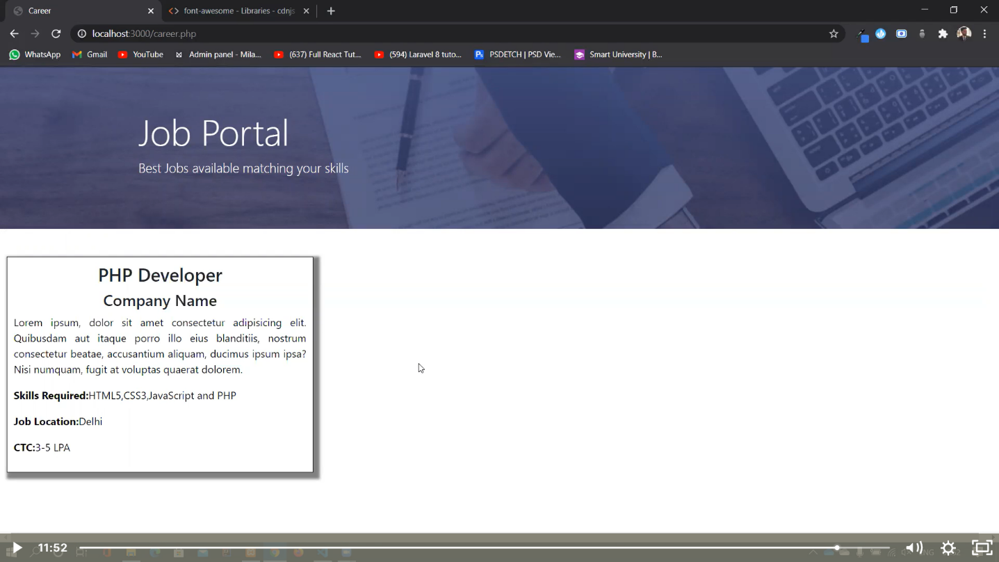 Career
font-awesome - Libraries - cdnjs
localhost:3000/career.php
WhatsApp
Gmail
YouTube
Admin panel - Mila...
(637) Full React Tut...
(594) Laravel 8 tuto...
PSDETCH | PSD Vie...
Smart University | B...
Job Portal
Best Jobs available matching your skills
PHP Developer
Company Name
Lorem ipsum, dolor sit amet consectetur adipisicing elit.
Quibusdam aut itaque porro illo eius blanditiis, nostrum
consectetur beatae, accusantium aliquam, ducimus ipsum ipsa?
Nisi numquam, fugit at voluptas quaerat dolorem.
Skills Required:HTML5,CSS3,JavaScript and PHP
Job Location:Delhi
CTC:3-5 LPA
11:52